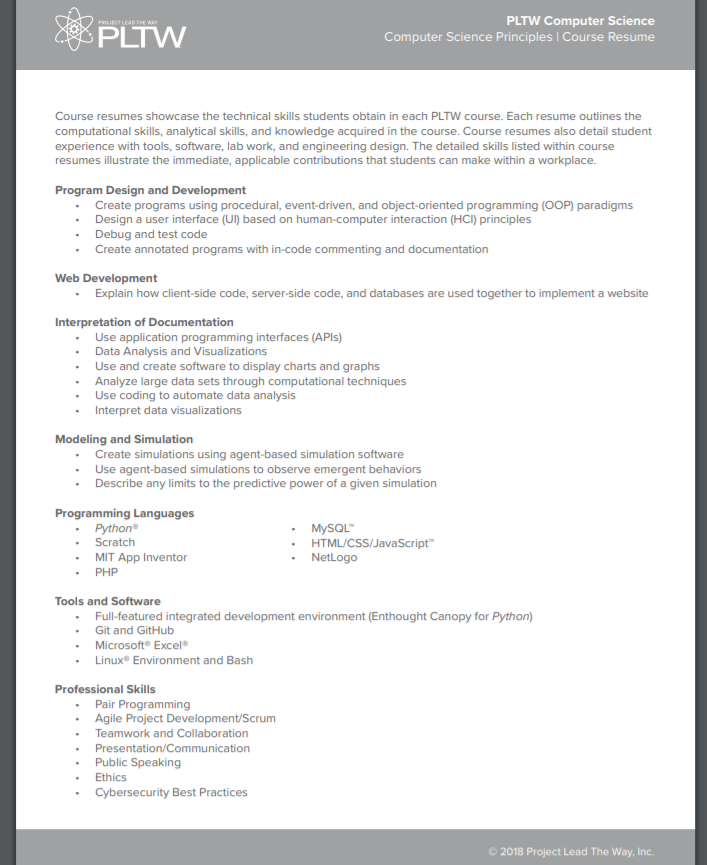 PROJECT LEAD THE WAY
PLTW
PLTW Computer Science
Computer Science Principles | Course Resume
Course resumes showcase the technical skills students obtain in each PLTW course. Each resume outlines the
computational skills, analytical skills, and knowledge acquired in the course. Course resumes also detail student
experience with tools, software, lab work, and engineering design. The detailed skills listed within course
resumes illustrate the immediate, applicable contributions that students can make within a workplace.
Program Design and Development
• Create programs using procedural, event-driven, and object-oriented programming (OOP) paradigms
• Design a user interface (UI) based on human-computer interaction (HCI) principles
• Debug and test code
• Create annotated programs with in-code commenting and documentation
Web Development
• Explain how client-side code, server-side code, and databases are used together to implement a website
Interpretation of Documentation
• Use application programming interfaces (APIs)
• Data Analysis and Visualizations
• Use and create software to display charts and graphs
• Analyze large data sets through computational techniques
• Use coding to automate data analysis
• Interpret data visualizations
Modeling and Simulation
• Create simulations using agent-based simulation software
• Use agent-based simulations to observe emergent behaviors
• Describe any limits to the predictive power of a given simulation
Programming Languages
• Python®
• Scratch
• MIT App Inventor
• PHP
• MySQL™
• HTML/CSS/JavaScript™
• NetLogo
Tools and Software
• Full-featured integrated development environment (Enthought Canopy for Python)
• Git and GitHub
• Microsoft® Excel®
• Linux® Environment and Bash
Professional Skills
• Pair Programming
• Agile Project Development/Scrum
• Teamwork and Collaboration
• Presentation/Communication
• Public Speaking
• Ethics
• Cybersecurity Best Practices
© 2018 Project Lead The Way, Inc.